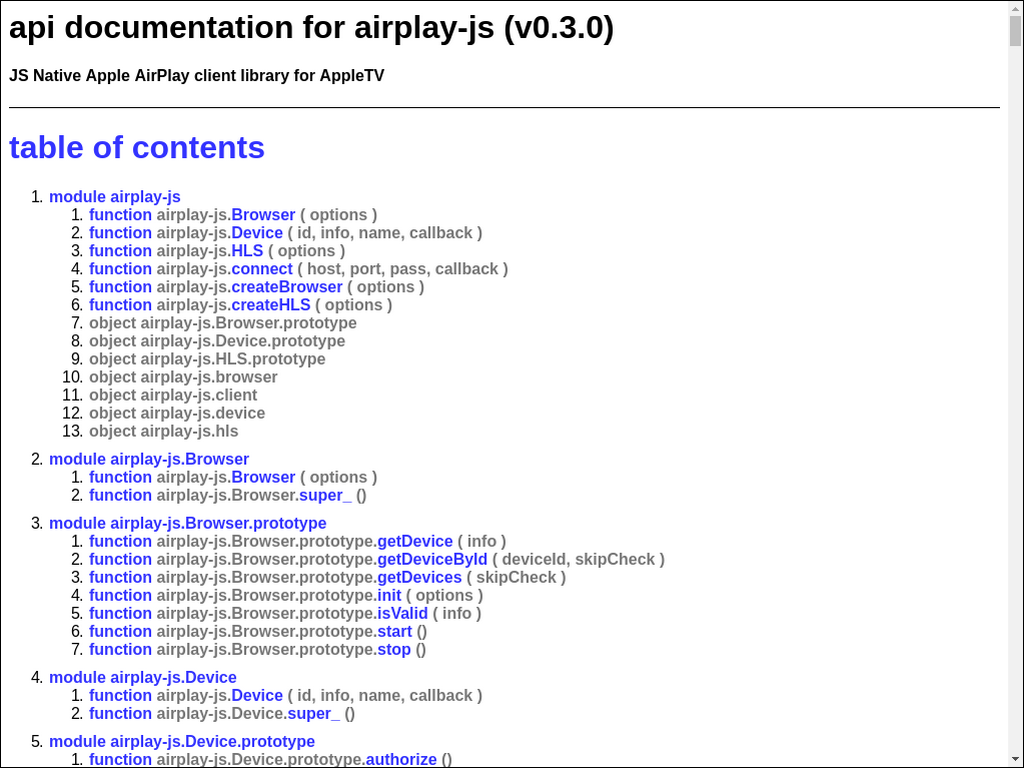 api documentation for airplay-js (v0.3.0)
JS Native Apple AirPlay client library for AppleTV
table of contents
1. module airplay-js
1. function airplay-js.Browser ( options )
2. function airplay-js.Device ( id, info, name, callback )
3. function airplay-js.HLS ( options )
4. function airplay-js.connect ( host, port, pass, callback )
5. function airplay-js.createBrowser ( options )
6. function airplay-js.createHLS ( options )
7. object airplay-js.Browser.prototype
8. object airplay-js.Device.prototype
9. object airplay-js.HLS.prototype
10. object airplay-js.browser
11. object airplay-js.client
12. object airplay-js.device
13. object airplay-js.hls
2. module airplay-js.Browser
1. function airplay-js.Browser ( options )
2. function airplay-js.Browser.super_ ()
3. module airplay-js.Browser.prototype
1. function airplay-js.Browser.prototype.getDevice ( info )
2. function airplay-js.Browser.prototype.getDeviceById ( deviceId, skipCheck )
3. function airplay-js.Browser.prototype.getDevices ( skipCheck )
4. function airplay-js.Browser.prototype.init ( options )
5. function airplay-js.Browser.prototype.isValid ( info )
6. function airplay-js.Browser.prototype.start ()
7. function airplay-js.Browser.prototype.stop ()
4. module airplay-js.Device
1. function airplay-js.Device ( id, info, name, callback )
2. function airplay-js.Device.super_ ()
5. module airplay-js.Device.prototype
1. function airplay-js.Device.prototype.authorize ()